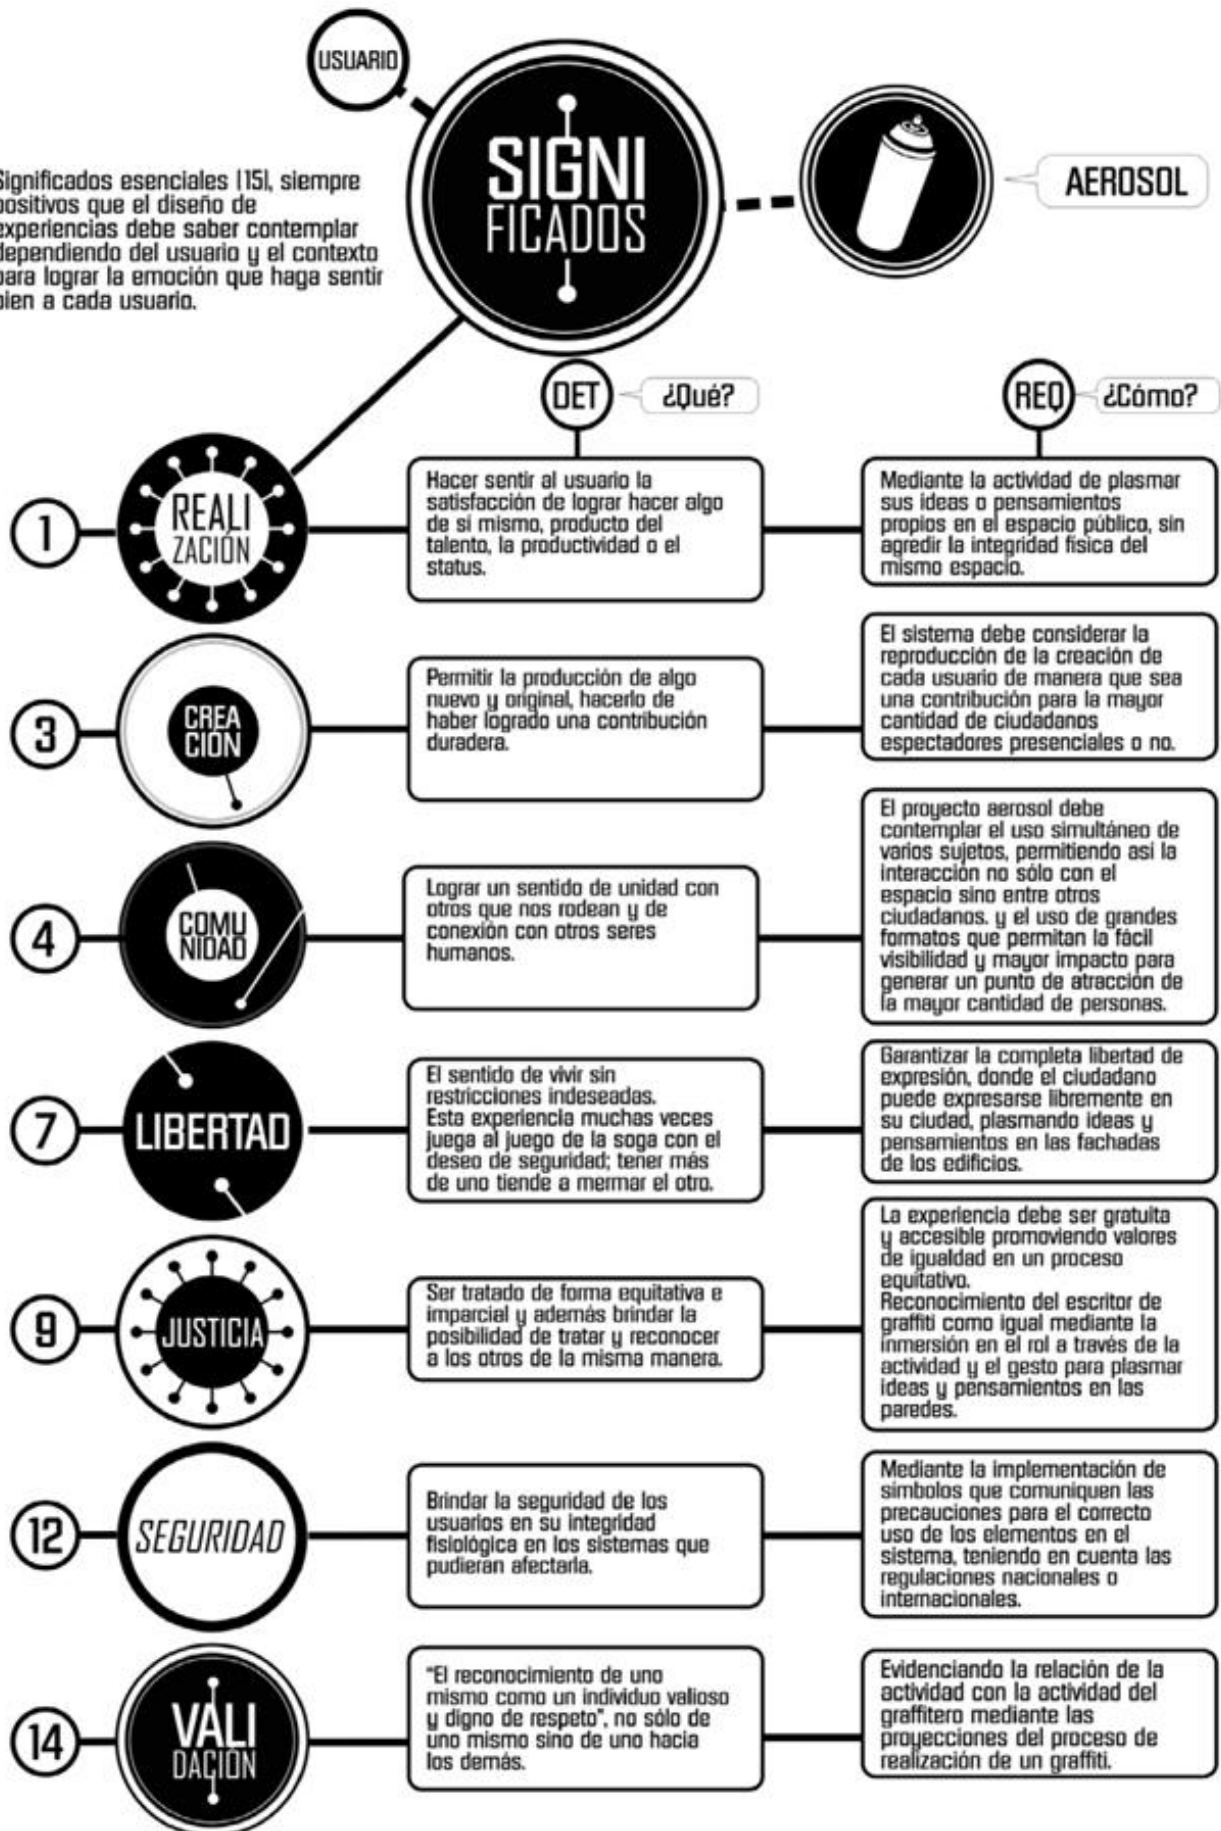 USUARIO
SIGNI
FICADOS
AEROSOL
Significados esenciales (15), siempre
positivos que el diseño de
experiencias debe saber contemplar
dependiendo del usuario y el contexto
para lograr la emoción que haga sentir
bien a cada usuario.
DET
¿Qué?
REQ
¿Cómo?
1
REALI
ZACIÓN
Hacer sentir al usuario la
satisfacción de lograr hacer algo
de si mismo, producto del
talento, la productividad o el
status.
Mediante la actividad de plasmar
sus ideas o pensamientos
propios en el espacio público, sin
agredir la integridad física del
mismo espacio.
3
CREA
CIÓN
Permitir la producción de algo
nuevo y original, hacerlo de
haber logrado una contribución
duradera.
El sistema debe considerar la
reproducción de la creación de
cada usuario de manera que sea
una contribución para la mayor
cantidad de ciudadanos
espectadores presenciales o no.
4
COMU
NIDAD
Lograr un sentido de unidad con
otros que nos rodean y de
conexión con otros seres
humanos.
El proyecto aerosol debe
contemplar el uso simultáneo de
varios sujetos, permitiendo asi la
interacción no sólo con el
espacio sino entre otros
ciudadanos. y el uso de grandes
formatos que permitan la fácil
visibilidad y mayor impacto para
generar un punto de atracción de
la mayor cantidad de personas.
7
LIBERTAD
El sentido de vivir sin
restricciones indeseadas.
Esta experiencia muchas veces
juega al juego de la soga con el
deseo de seguridad; tener más
de uno tiende a mermar el otro.
Garantizar la completa libertad de
expresión, donde el ciudadano
puede expresarse libremente en
su ciudad, plasmando ideas y
pensamientos en las fachadas
de los edificios.
9
JUSTICIA
Ser tratado de forma equitativa e
imparcial y además brindar la
posibilidad de tratar y reconocer
a los otros de la misma manera.
La experiencia debe ser gratuita
y accesible promoviendo valores
de igualdad en un proceso
equitativo.
Reconocimiento del escritor de
graffiti como igual mediante la
inmersión en el rol a través de la
actividad y el gesto para plasmar
ideas y pensamientos en las
paredes.
12
SEGURIDAD
Brindar la seguridad de los
usuarios en su integridad
fisiológica en los sistemas que
pudieran afectarla.
Mediante la implementación de
símbolos que comuniquen las
precauciones para el correcto
uso de los elementos en el
sistema, teniendo en cuenta las
regulaciones nacionales o
internacionales.
14
VALI
DACIÓN
"El reconocimiento de uno
mismo como un individuo valioso
y digno de respeto", no sólo de
uno mismo sino de uno hacia
los demás.
Evidenciando la relación de la
actividad con la actividad del
graffitero mediante las
proyecciones del proceso de
realización de un graffiti.